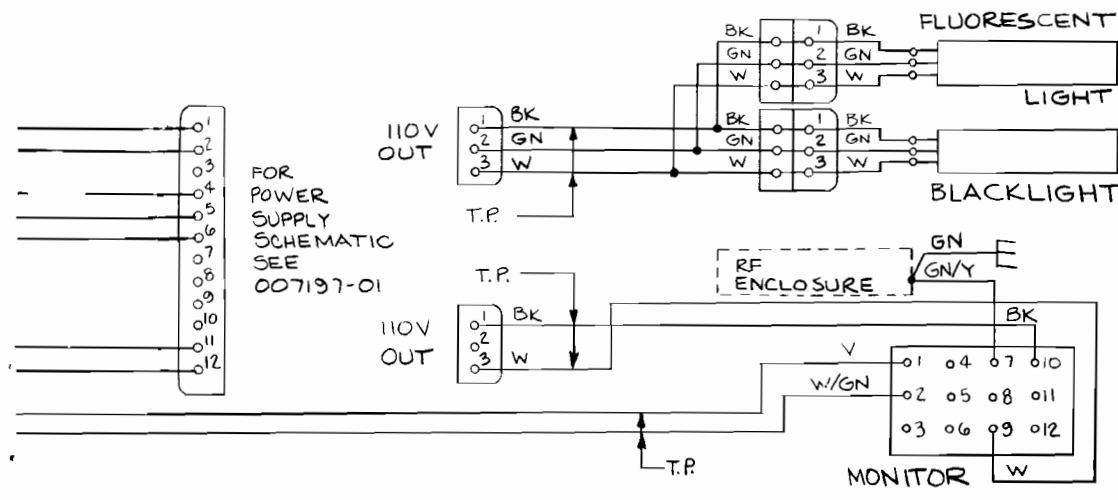 FLUORESCENT
LIGHT
BK 1 BK
GN 2 GN
W 3 W
BLACKLIGHT
BK 1 BK
GN 2 GN
W 3 W
110V
OUT
1 BK
2 GN
3 W
T.P.
1
2
3
4
5
6
7
8
9
10
11
12
FOR
POWER
SUPPLY
SCHEMATIC
SEE
007197-01
RF
ENCLOSURE
GN
GN/Y
T.P.
110V
OUT
1 BK
2
3 W
BK
V
W/GN
1 4 7 10
2 5 8 11
3 6 9 12
W
MONITOR
T.P.